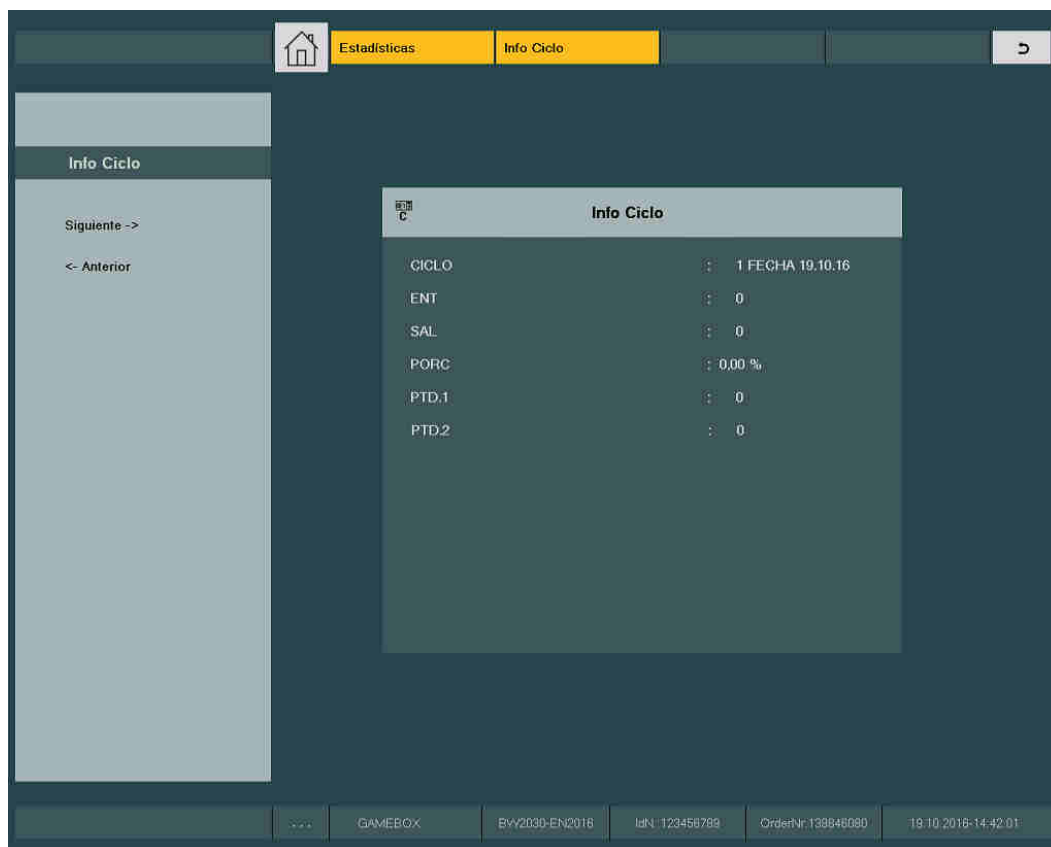 Estadísticas Info Ciclo
Info Ciclo
Siguiente ->
<- Anterior
C Info Ciclo
CICLO : 1 FECHA 19.10.16
ENT : 0
SAL : 0
PORC : 0,00 %
PTD.1 : 0
PTD.2 : 0
... GAMEBOX BW2030-EN2016 IdN.:123456789 OrderNr.138846080 19.10.2016-14:42:01